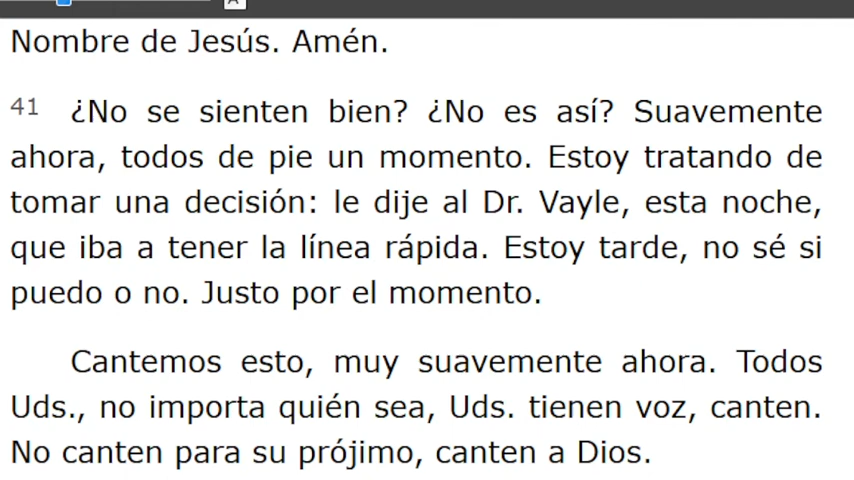 Nombre de Jesús. Amén.
41 ¿No se sienten bien? ¿No es así? Suavemente
ahora, todos de pie un momento. Estoy tratando de
tomar una decisión: le dije al Dr. Vayle, esta noche,
que iba a tener la línea rápida. Estoy tarde, no sé si
puedo o no. Justo por el momento.
Cantemos esto, muy suavemente ahora. Todos
Uds., no importa quién sea, Uds. tienen voz, canten.
No canten para su prójimo, canten a Dios.